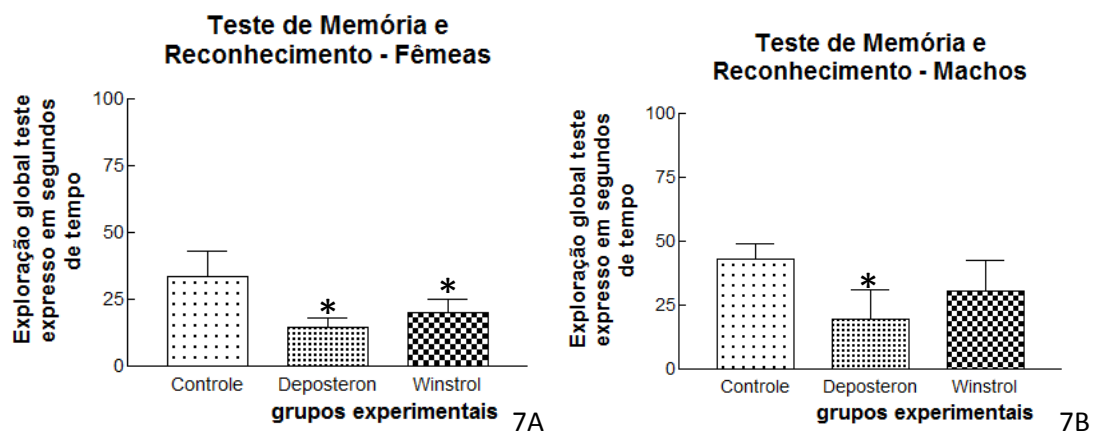 Teste de Memória e
Reconhecimento - Fêmeas
Exploração global teste
expresso em segundos
de tempo
100
75
50
25
0
*
*
Controle Deposteron Winstrol
grupos experimentais
7A
Teste de Memória e
Reconhecimento - Machos
Exploração global teste
expresso em segundos
de tempo
100
75
50
25
0
*
Controle Deposteron Winstrol
grupos experimentais
7B